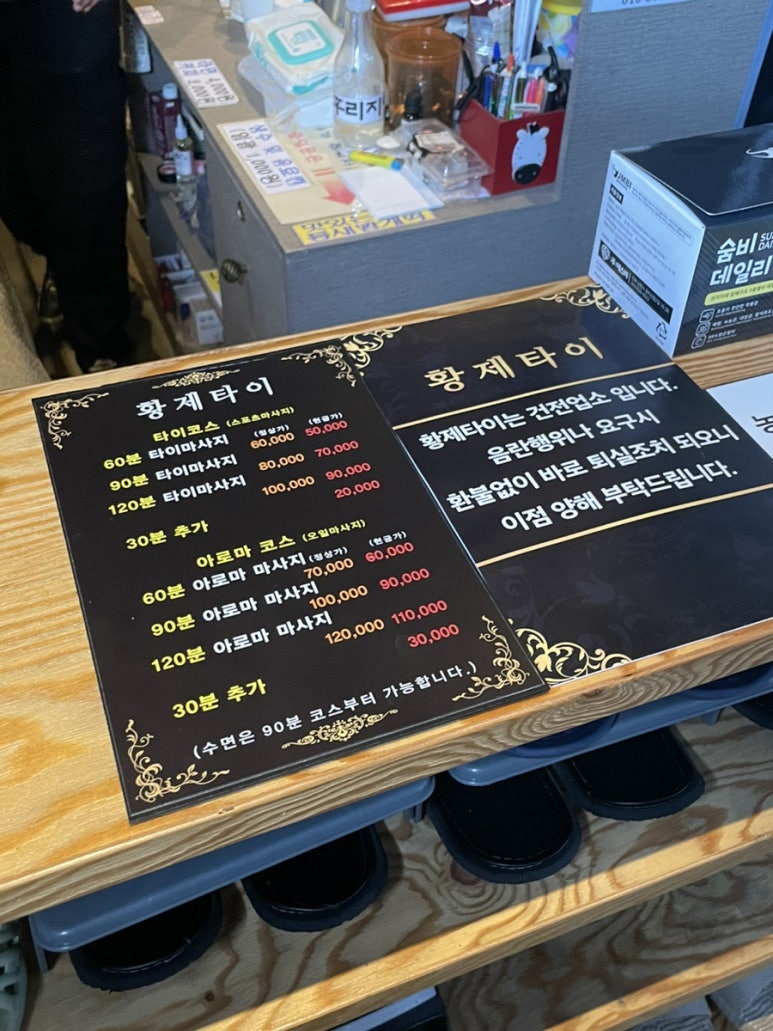 황제타이
타이코스 (스포츠마사지)
(정상가) (현금가)
60분 타이마사지 60,000 50,000
90분 타이마사지 80,000 70,000
120분 타이마사지 100,000 90,000
30분 추가 20,000
아로마 코스 (오일마사지)
(정상가) (현금가)
60분 아로마 마사지 70,000 60,000
90분 아로마 마사지 100,000 90,000
120분 아로마 마사지 120,000 110,000
30분 추가 30,000
(수면은 90분 코스부터 가능합니다.)
황제타이
황제타이는 건전업소 입니다.
음란행위나 요구시
환불없이 바로 퇴실조치 되오니
이점 양해 부탁드립니다.
숨비
데일리